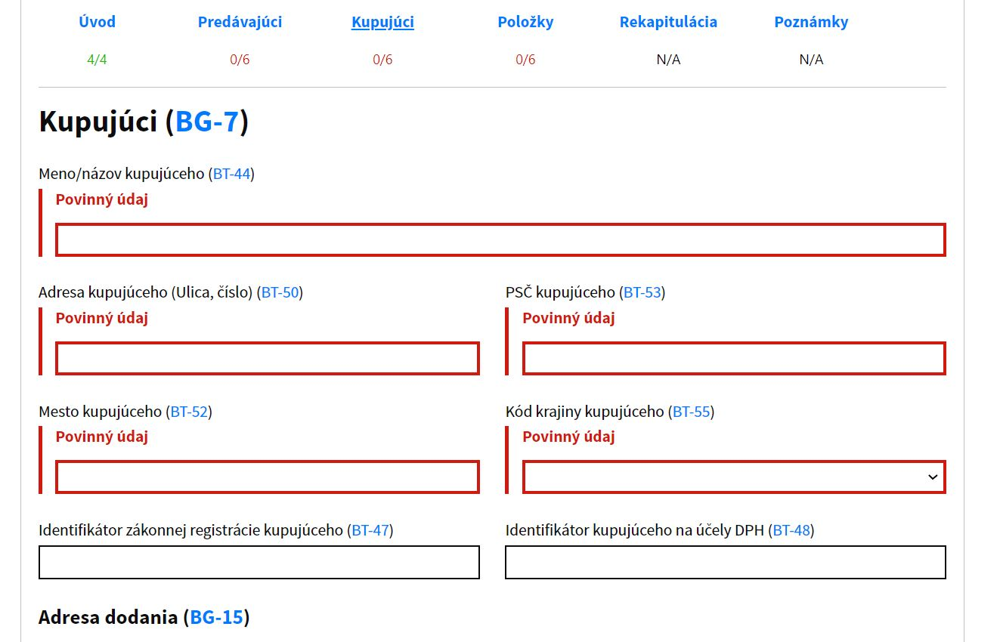 Úvod Predávajúci Kupujúci Položky Rekapitulácia Poznámky
4/4 0/6 0/6 0/6 N/A N/A
Kupujúci (BG-7)
Meno/názov kupujúceho (BT-44)
Povinný údaj
Adresa kupujúceho (Ulica, číslo) (BT-50) PSČ kupujúceho (BT-53)
Povinný údaj Povinný údaj
Mesto kupujúceho (BT-52) Kód krajiny kupujúceho (BT-55)
Povinný údaj Povinný údaj
Identifikátor zákonnej registrácie kupujúceho (BT-47) Identifikátor kupujúceho na účely DPH (BT-48)
Adresa dodania (BG-15)